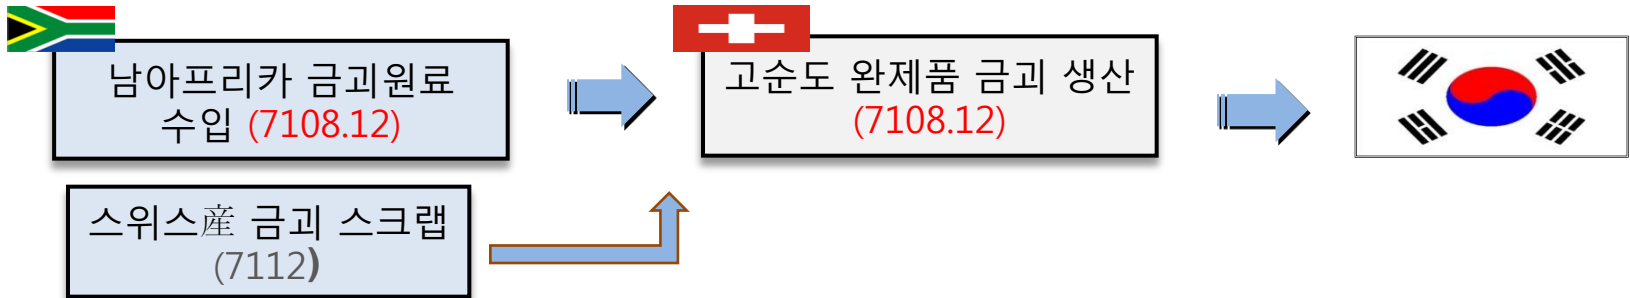 남아프리카 금괴원료
수입 (7108.12)
고순도 완제품 금괴 생산
(7108.12)
스위스産 금괴 스크랩
(7112)